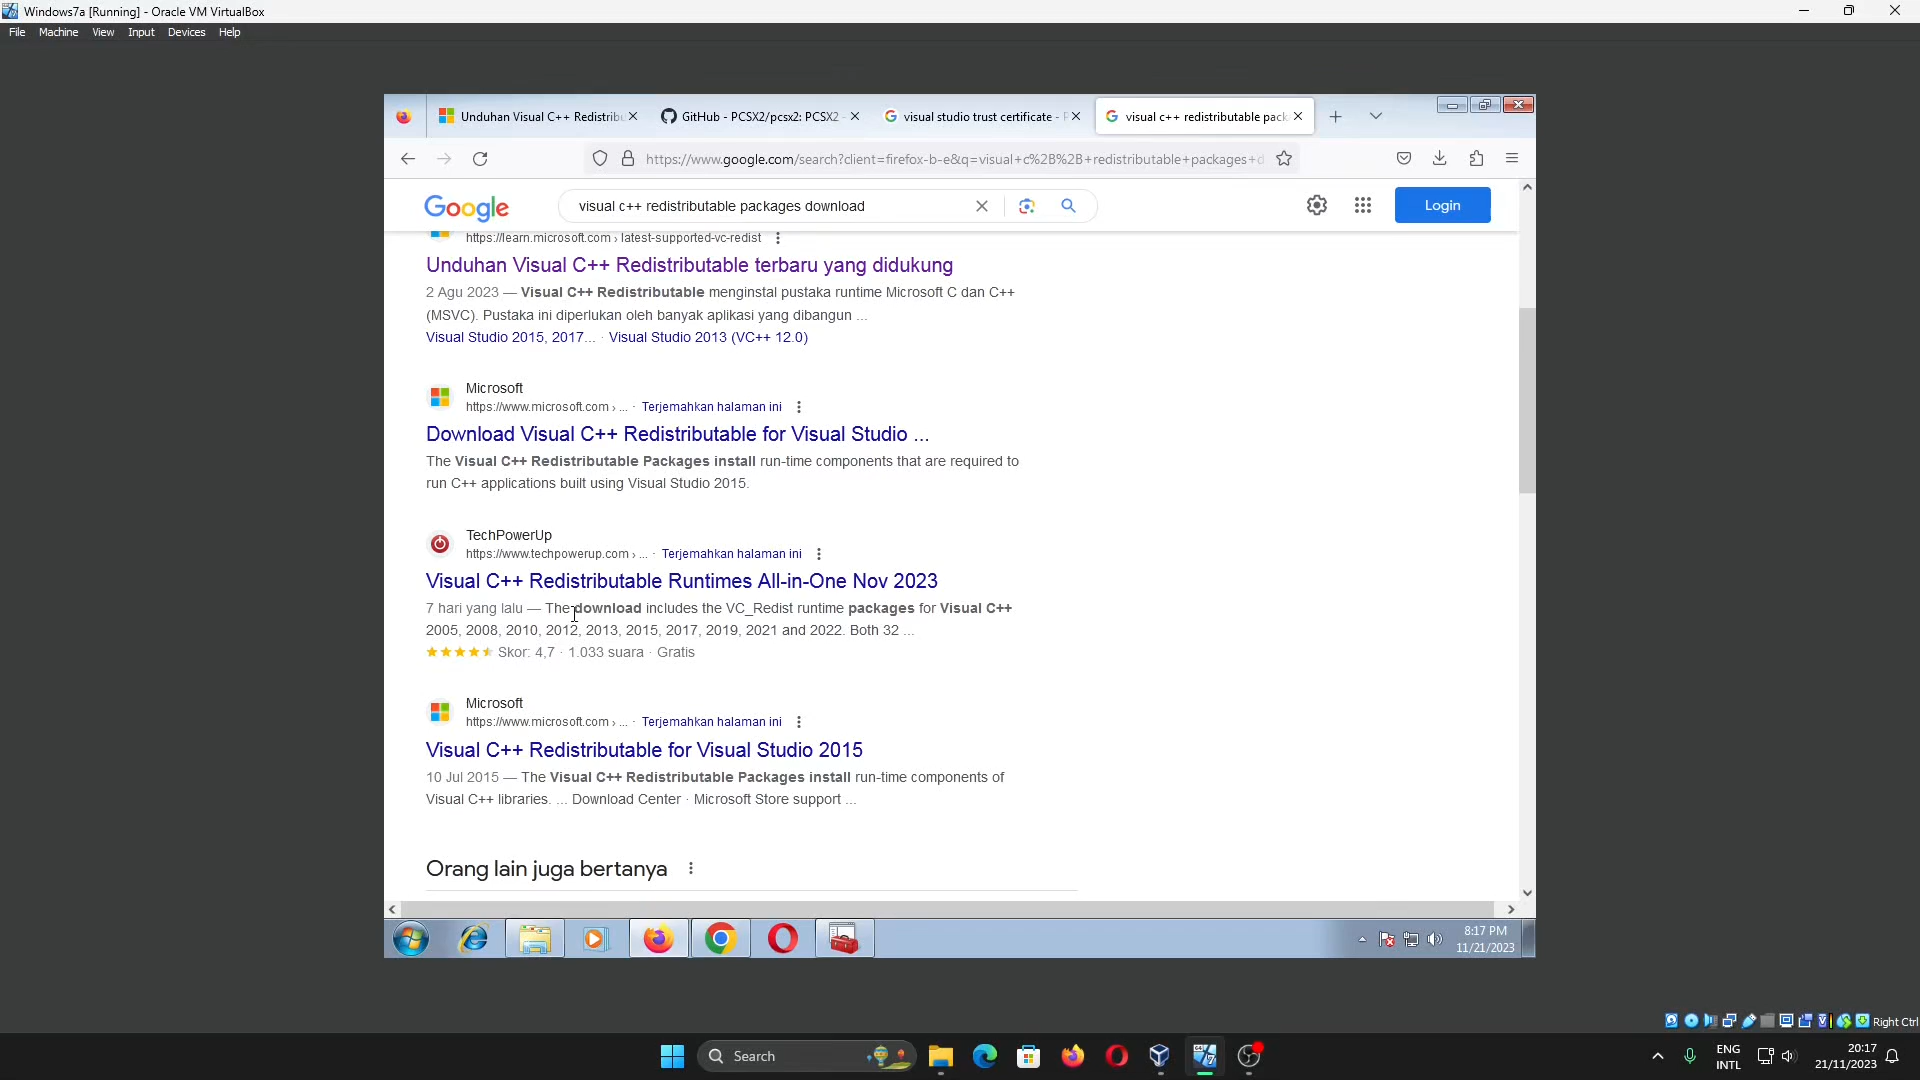 Windows7a [Running] - Oracle VM VirtualBox
File Machine View Input Devices Help
Unduhan Visual C++ Redistribu
GitHub - PCSX2/pcsx2: PCSX2 -
visual studio trust certificate - P
visual c++ redistributable pack
https://www.google.com/search?client=firefox-b-e&q=visual+c%2B%2B+redistributable+packages+d
Google
visual c++ redistributable packages download
Login
https://learn.microsoft.com › latest-supported-vc-redist
Unduhan Visual C++ Redistributable terbaru yang didukung
2 Agu 2023 — Visual C++ Redistributable menginstal pustaka runtime Microsoft C dan C++
(MSVC). Pustaka ini diperlukan oleh banyak aplikasi yang dibangun ...
Visual Studio 2015, 2017... · Visual Studio 2013 (VC++ 12.0)
Microsoft
https://www.microsoft.com › ... · Terjemahkan halaman ini
Download Visual C++ Redistributable for Visual Studio ...
The Visual C++ Redistributable Packages install run-time components that are required to
run C++ applications built using Visual Studio 2015.
TechPowerUp
https://www.techpowerup.com › ... · Terjemahkan halaman ini
Visual C++ Redistributable Runtimes All-in-One Nov 2023
7 hari yang lalu — The download includes the VC_Redist runtime packages for Visual C++
2005, 2008, 2010, 2012, 2013, 2015, 2017, 2019, 2021 and 2022. Both 32 ...
Skor: 4,7 · 1.033 suara · Gratis
Microsoft
https://www.microsoft.com › ... · Terjemahkan halaman ini
Visual C++ Redistributable for Visual Studio 2015
10 Jul 2015 — The Visual C++ Redistributable Packages install run-time components of
Visual C++ libraries. ... Download Center · Microsoft Store support ...
Orang lain juga bertanya
8:17 PM
11/21/2023
Right Ctrl
Search
ENG
INTL
20:17
21/11/2023